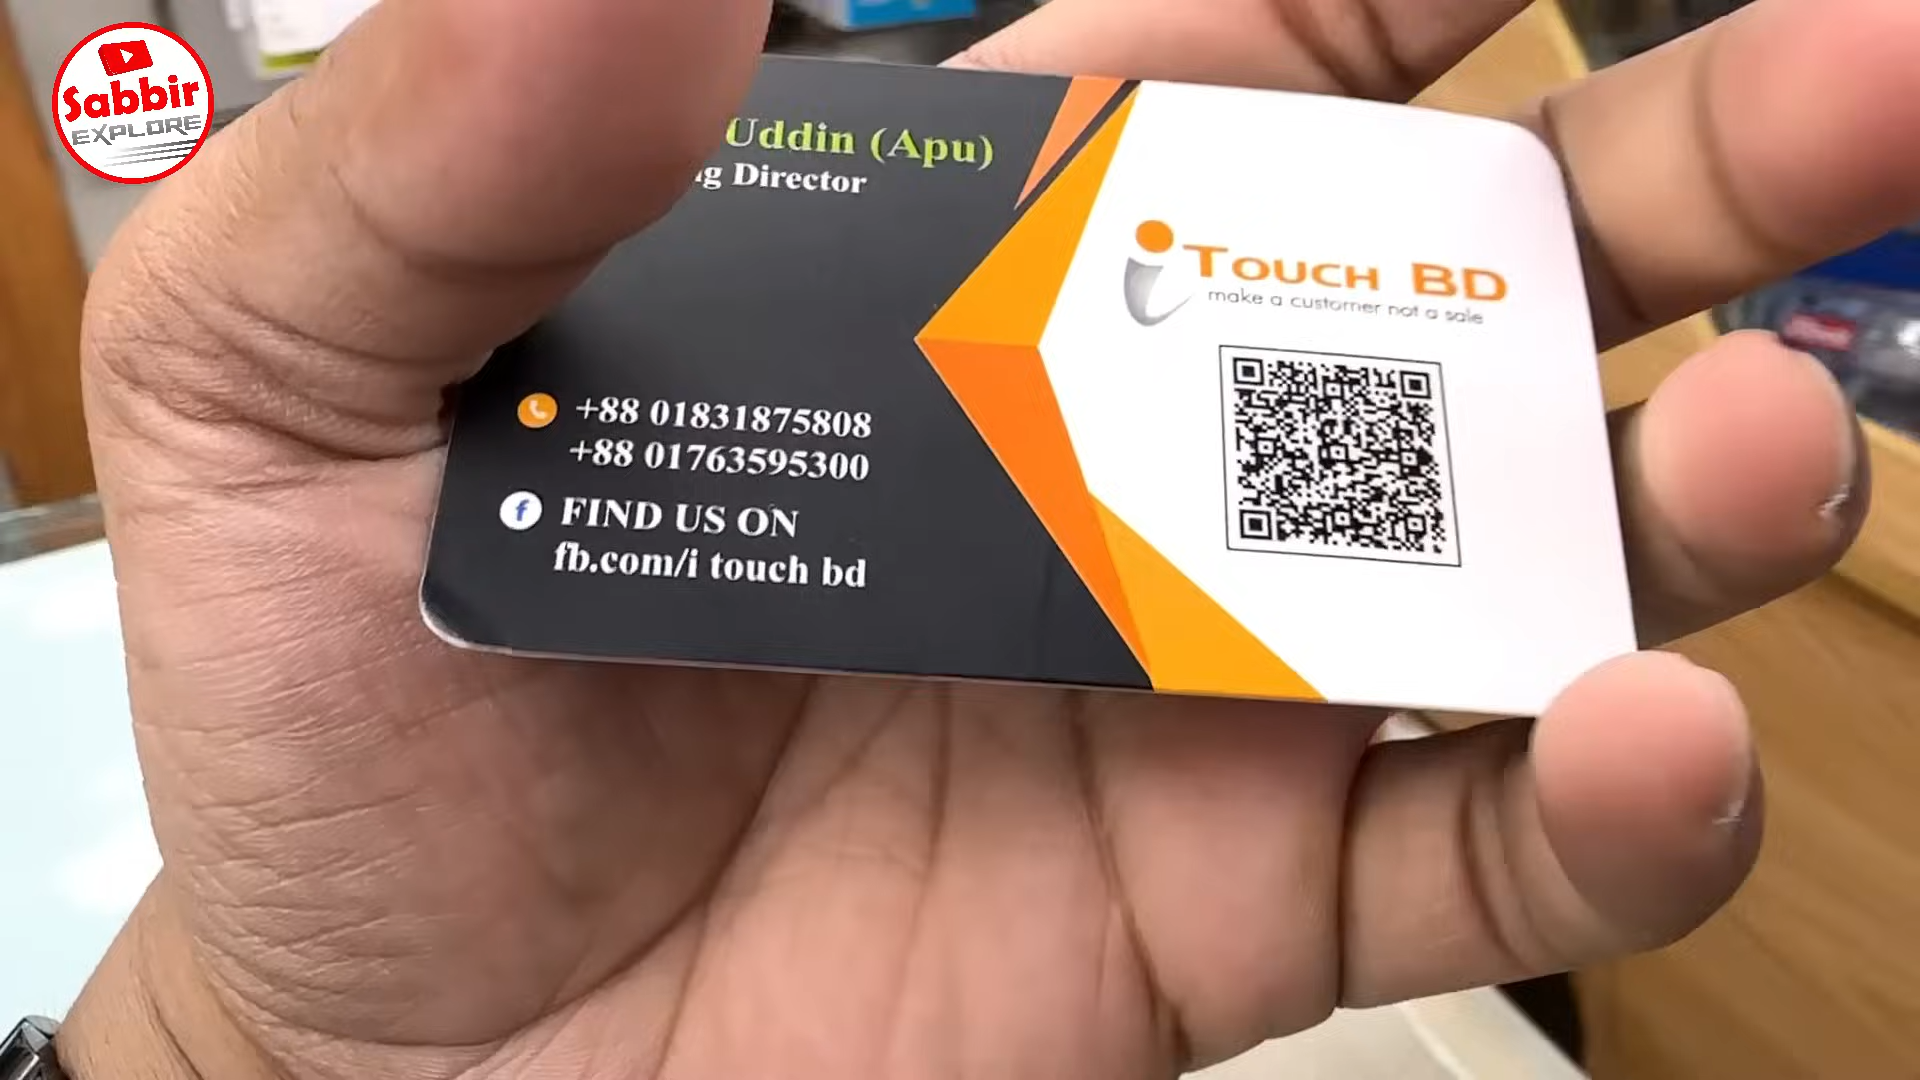 Sabbir
EXPLORE
Uddin (Apu)
Director
+88 01831875808
+88 01763595300
f FIND US ON
fb.com/i touch bd
i TOUCH BD
make a customer not a sale